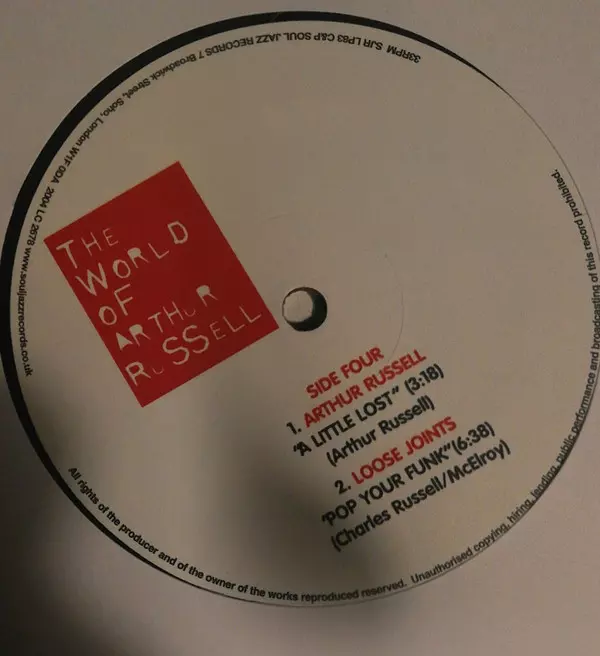 33RPM SJR LP83 C&P SOUL JAZZ RECORDS 7 Broadwick Street, Soho, London W1F 0DA 2004 LC 2678 www.souljazzrecords.co.uk
THE
WORLD
OF
ARTHUR
RuSSELL
SIDE FOUR
1. ARTHUR RUSSELL
"A LITTLE LOST" (3:18)
(Arthur Russell)
2. LOOSE JOINTS
"POP YOUR FUNK" (6:38)
(Charles Russell/McElroy)
All rights of the producer and of the owner of the works reproduced reserved. Unauthorised copying, hiring, lending, public performance and broadcasting of this record prohibited.